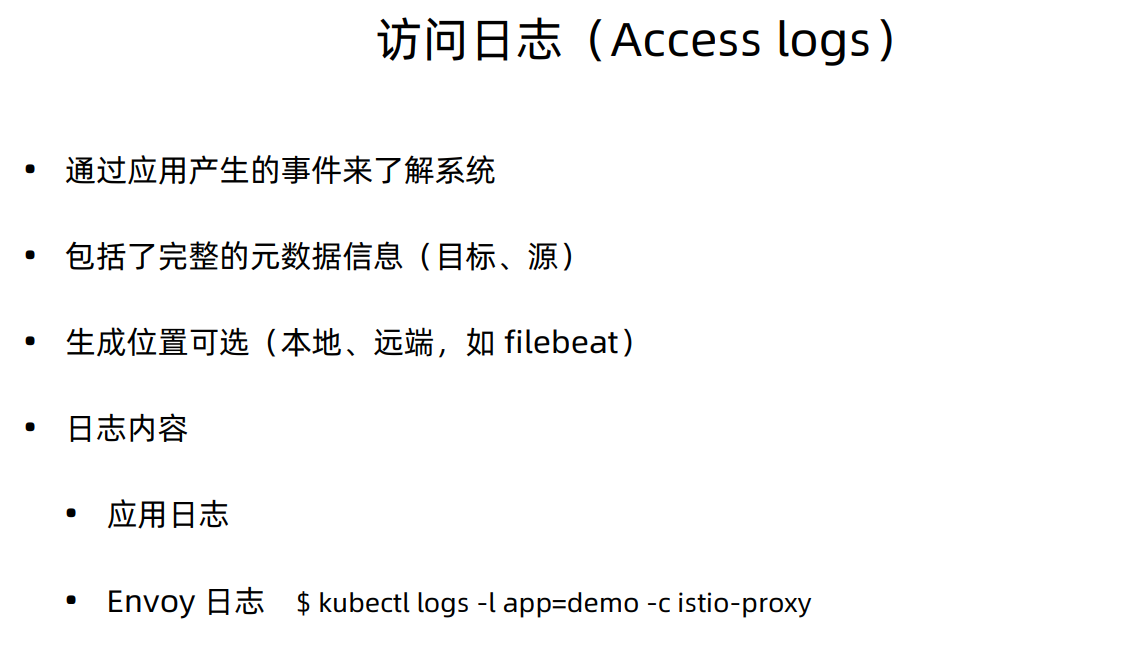 访问日志（Access logs）
• 通过应用产生的事件来了解系统
• 包括了完整的元数据信息（目标、源）
• 生成位置可选（本地、远端，如 filebeat）
• 日志内容
• 应用日志
• Envoy 日志 $ kubectl logs -l app=demo -c istio-proxy